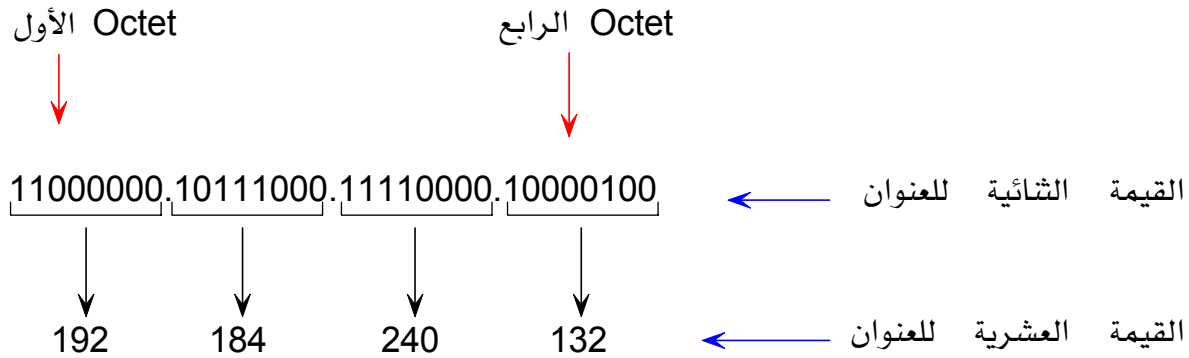 Octet الأول
Octet الرابع
11000000.10111000.11110000.10000100
القيمة الثنائية للعنوان
192 184 240 132
القيمة العشرية للعنوان